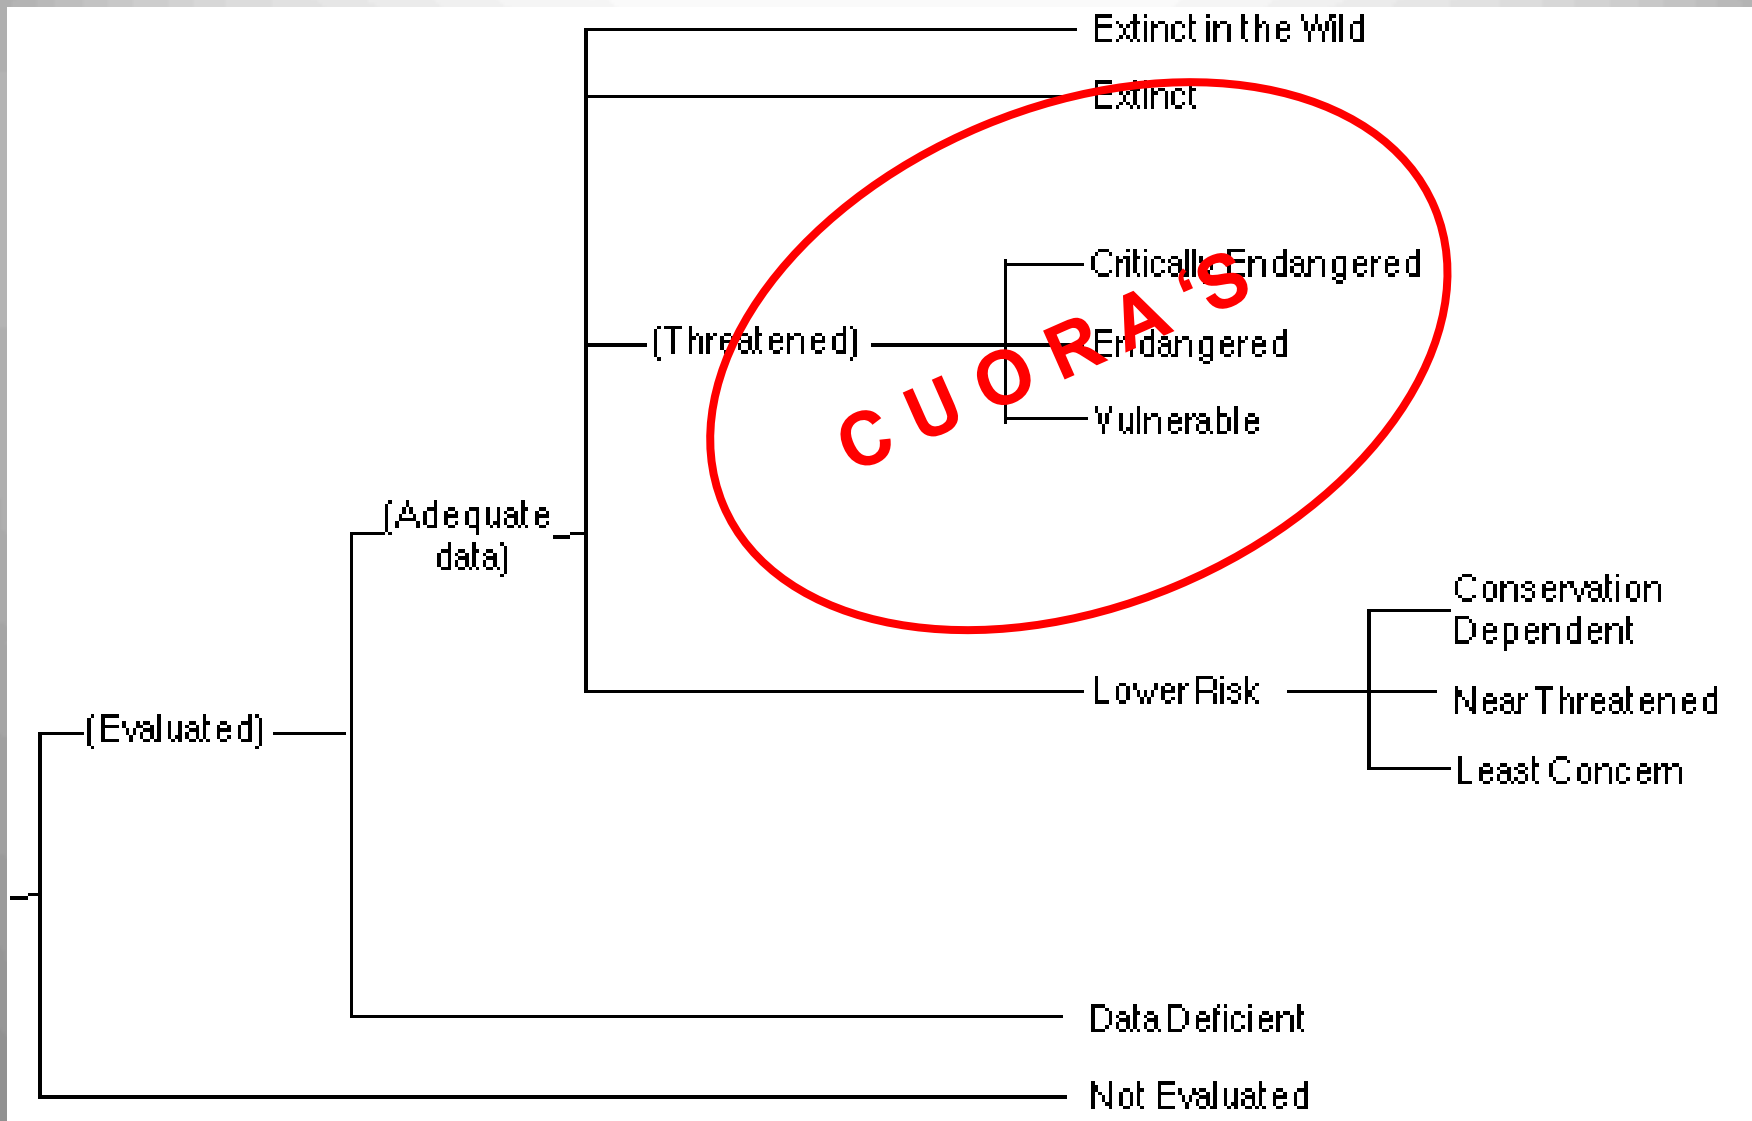 Extinct in the Wild
Extinct
Critically Endangered
CUORA‘S
(Threatened)
Endangered
Vulnerable
(Adequate
data)
Conservation
Dependent
Lower Risk
Near Threatened
(Evaluated)
Least Concern
Data Deficient
Not Evaluated